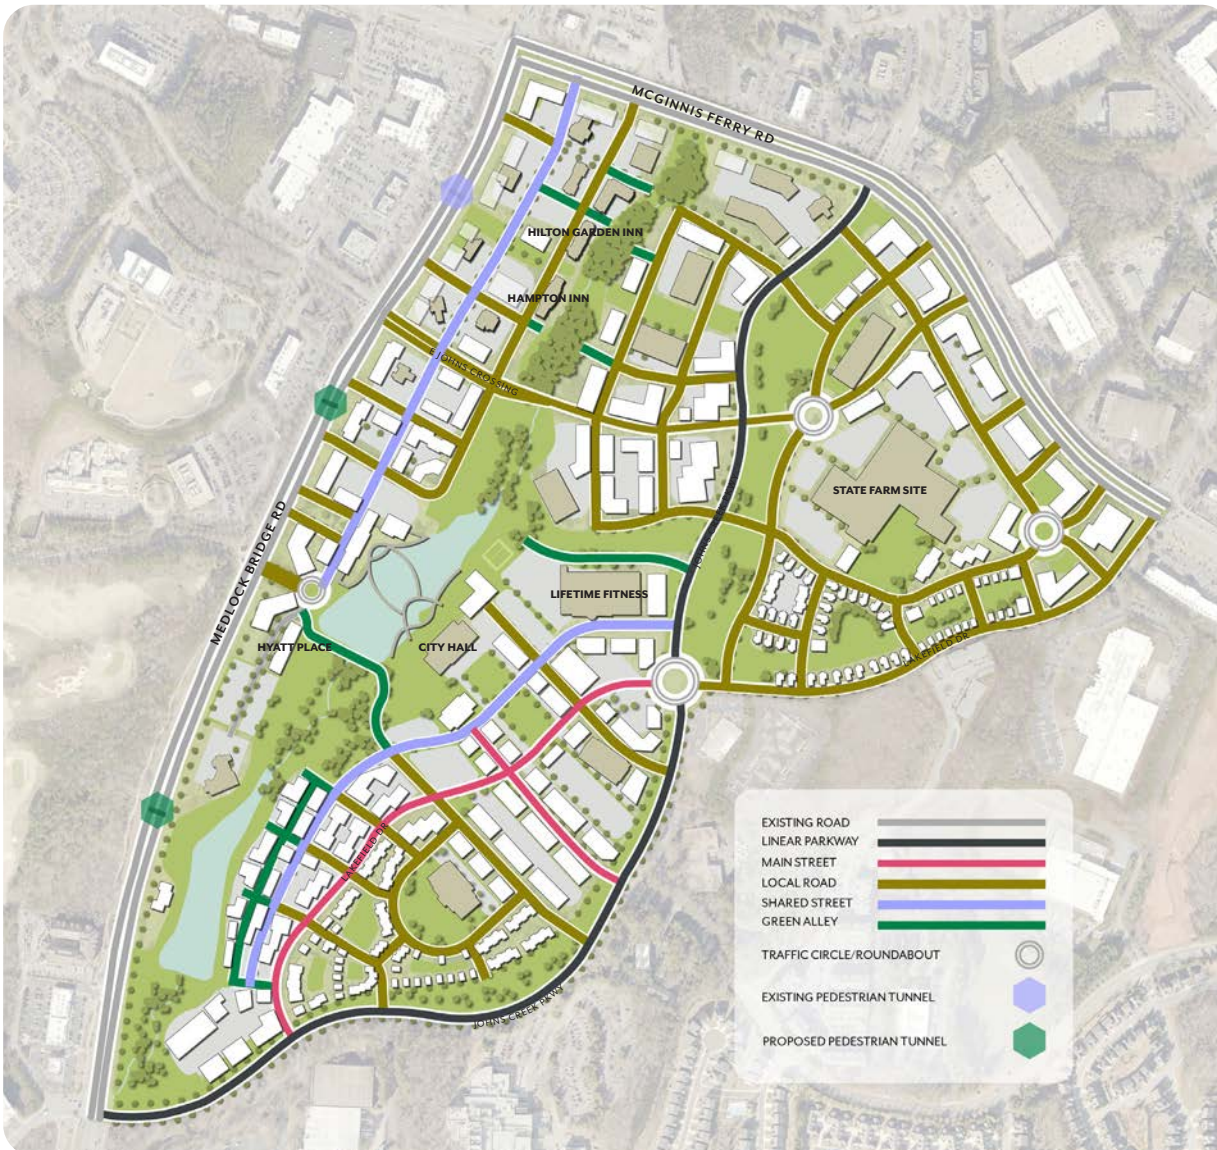 MCGINNIS FERRY RD
HILTON GARDEN INN
HAMPTON INN
E JOHNS CROSSING
STATE FARM SITE
MEDLOCK BRIDGE RD
LIFETIME FITNESS
HYATT PLACE
CITY HALL
LAKEFIELD DR
LAKEFIELD DR
JOHNS CREEK PKWY
EXISTING ROAD
LINEAR PARKWAY
MAIN STREET
LOCAL ROAD
SHARED STREET
GREEN ALLEY
TRAFFIC CIRCLE/ROUNDABOUT
EXISTING PEDESTRIAN TUNNEL
PROPOSED PEDESTRIAN TUNNEL